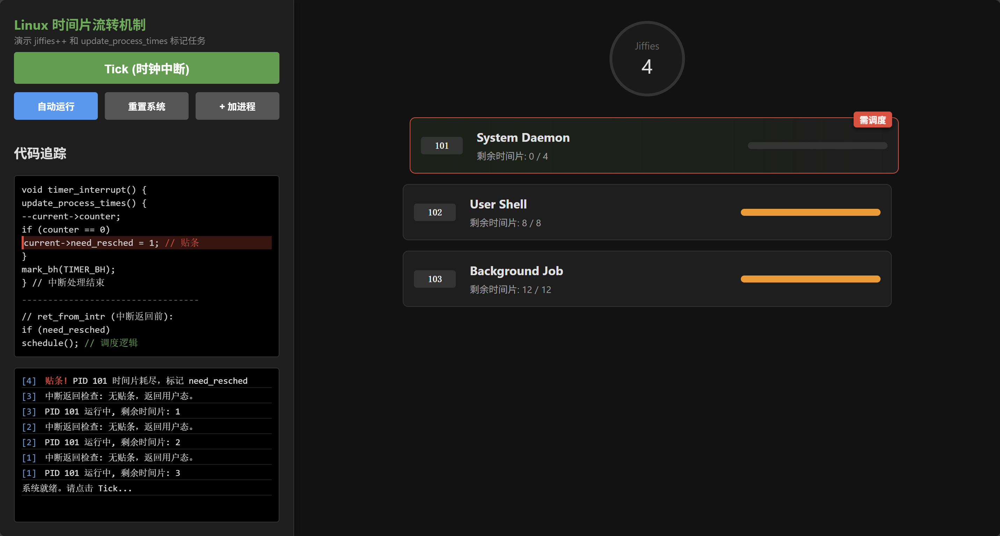 Linux 时间片流转机制
演示 jiffies++ 和 update_process_times 标记任务
Tick (时钟中断)
自动运行
重置系统
+ 加进程
代码追踪
void timer_interrupt() {
update_process_times() {
--current->counter;
if (counter == 0)
current->need_resched = 1; // 贴条
}
mark_bh(TIMER_BH);
} // 中断处理结束
----------------------------------
// ret_from_intr (中断返回前):
if (need_resched)
schedule(); // 调度逻辑
[4] 贴条! PID 101 时间片耗尽，标记 need_resched
[3] 中断返回检查: 无贴条，返回用户态。
[3] PID 101 运行中, 剩余时间片: 1
[2] 中断返回检查: 无贴条，返回用户态。
[2] PID 101 运行中, 剩余时间片: 2
[1] 中断返回检查: 无贴条，返回用户态。
[1] PID 101 运行中, 剩余时间片: 3
系统就绪。请点击 Tick...
Jiffies
4
需调度
101
System Daemon
剩余时间片: 0 / 4
102
User Shell
剩余时间片: 8 / 8
103
Background Job
剩余时间片: 12 / 12